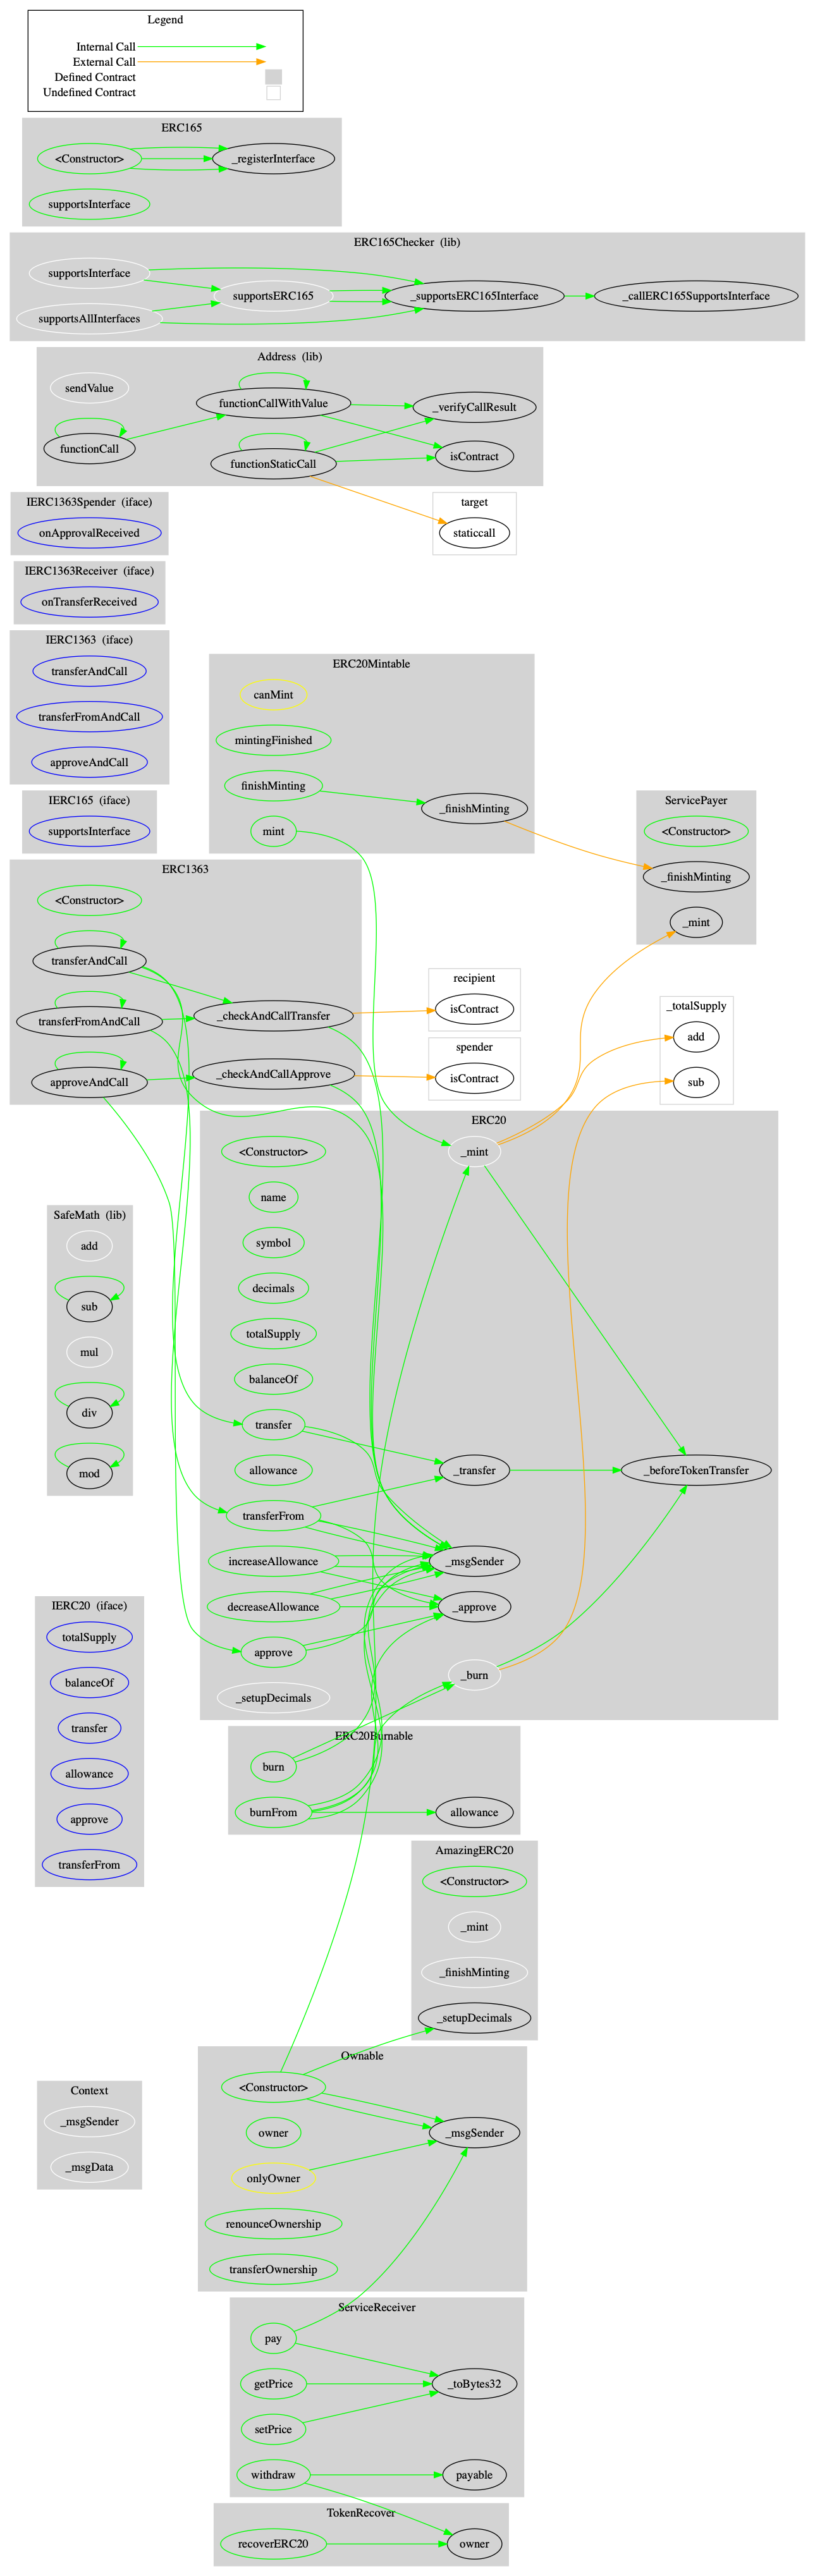 Legend
Internal Call
External Call
Defined Contract
Undefined Contract
ERC165
<Constructor>
_registerInterface
supportsInterface
ERC165Checker  (lib)
supportsInterface
supportsERC165
_supportsERC165Interface
_callERC165SupportsInterface
supportsAllInterfaces
Address  (lib)
sendValue
functionCallWithValue
_verifyCallResult
functionCall
functionStaticCall
isContract
IERC1363Spender  (iface)
onApprovalReceived
target
staticcall
IERC1363Receiver  (iface)
onTransferReceived
IERC1363  (iface)
transferAndCall
transferFromAndCall
approveAndCall
ERC20Mintable
canMint
mintingFinished
finishMinting
_finishMinting
mint
IERC165  (iface)
supportsInterface
ServicePayer
<Constructor>
_finishMinting
_mint
ERC1363
<Constructor>
transferAndCall
transferFromAndCall
_checkAndCallTransfer
approveAndCall
_checkAndCallApprove
recipient
isContract
spender
isContract
_totalSupply
add
sub
ERC20
<Constructor>
_mint
name
symbol
decimals
totalSupply
balanceOf
transfer
allowance
_transfer
_beforeTokenTransfer
transferFrom
increaseAllowance
_msgSender
decreaseAllowance
_approve
approve
_burn
_setupDecimals
SafeMath  (lib)
add
sub
mul
div
mod
IERC20  (iface)
totalSupply
balanceOf
transfer
allowance
approve
transferFrom
ERC20Burnable
burn
burnFrom
allowance
AmazingERC20
<Constructor>
_mint
_finishMinting
_setupDecimals
Context
_msgSender
_msgData
Ownable
<Constructor>
owner
_msgSender
onlyOwner
renounceOwnership
transferOwnership
ServiceReceiver
pay
getPrice
_toBytes32
setPrice
withdraw
payable
TokenRecover
recoverERC20
owner